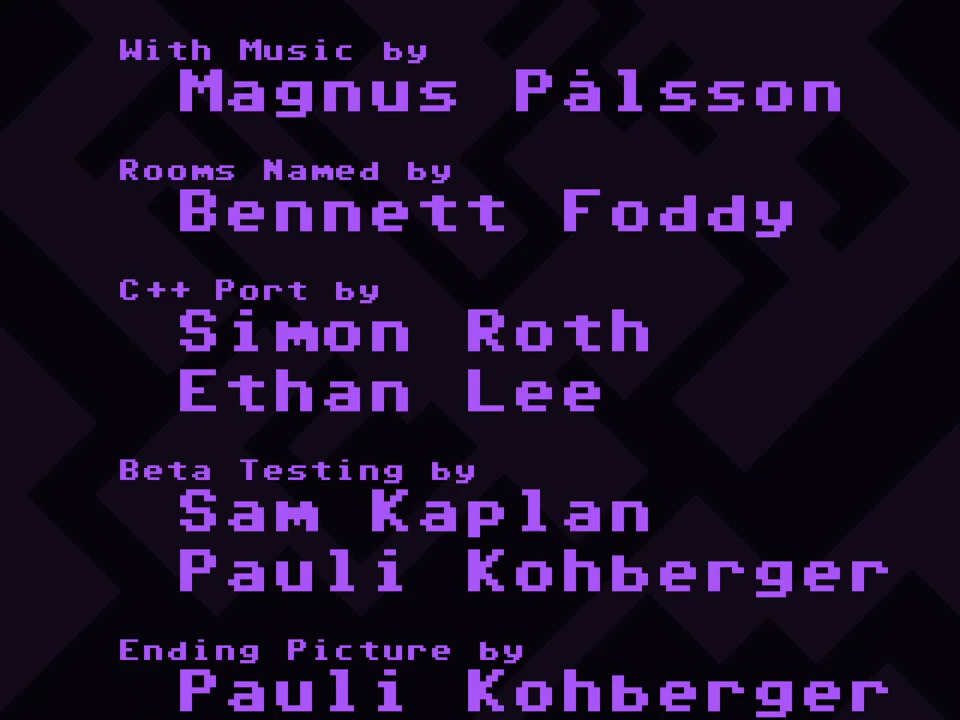 With Music by
Magnus Pålsson
Rooms Named by
Bennett Foddy
C++ Port by
Simon Roth
Ethan Lee
Beta Testing by
Sam Kaplan
Pauli Kohberger
Ending Picture by
Pauli Kohberger